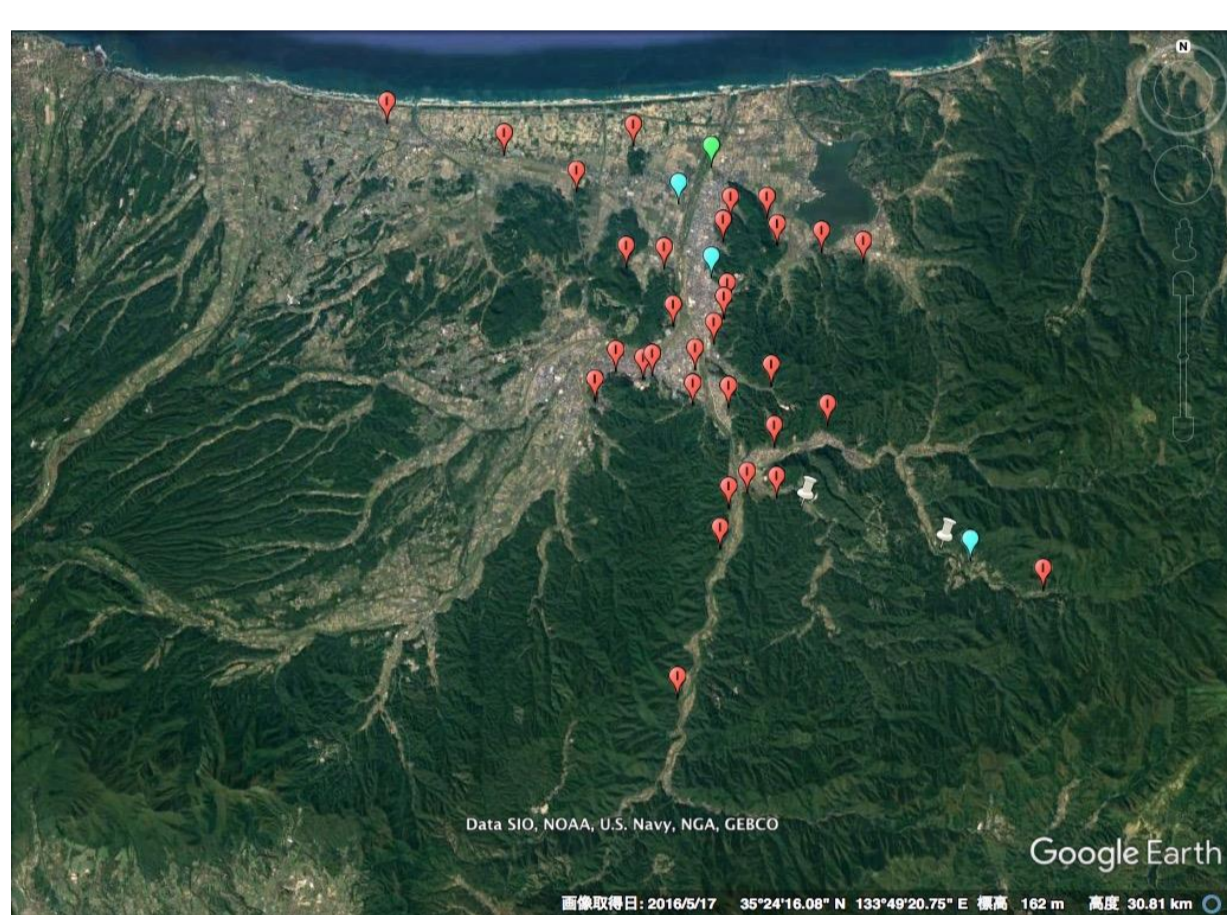 N
Data SIO, NOAA, U.S. Navy, NGA, GEBCO
Google Earth
画像取得日: 2016/5/17 35°24'16.08" N 133°49'20.75" E 標高 162 m 高度 30.81 km